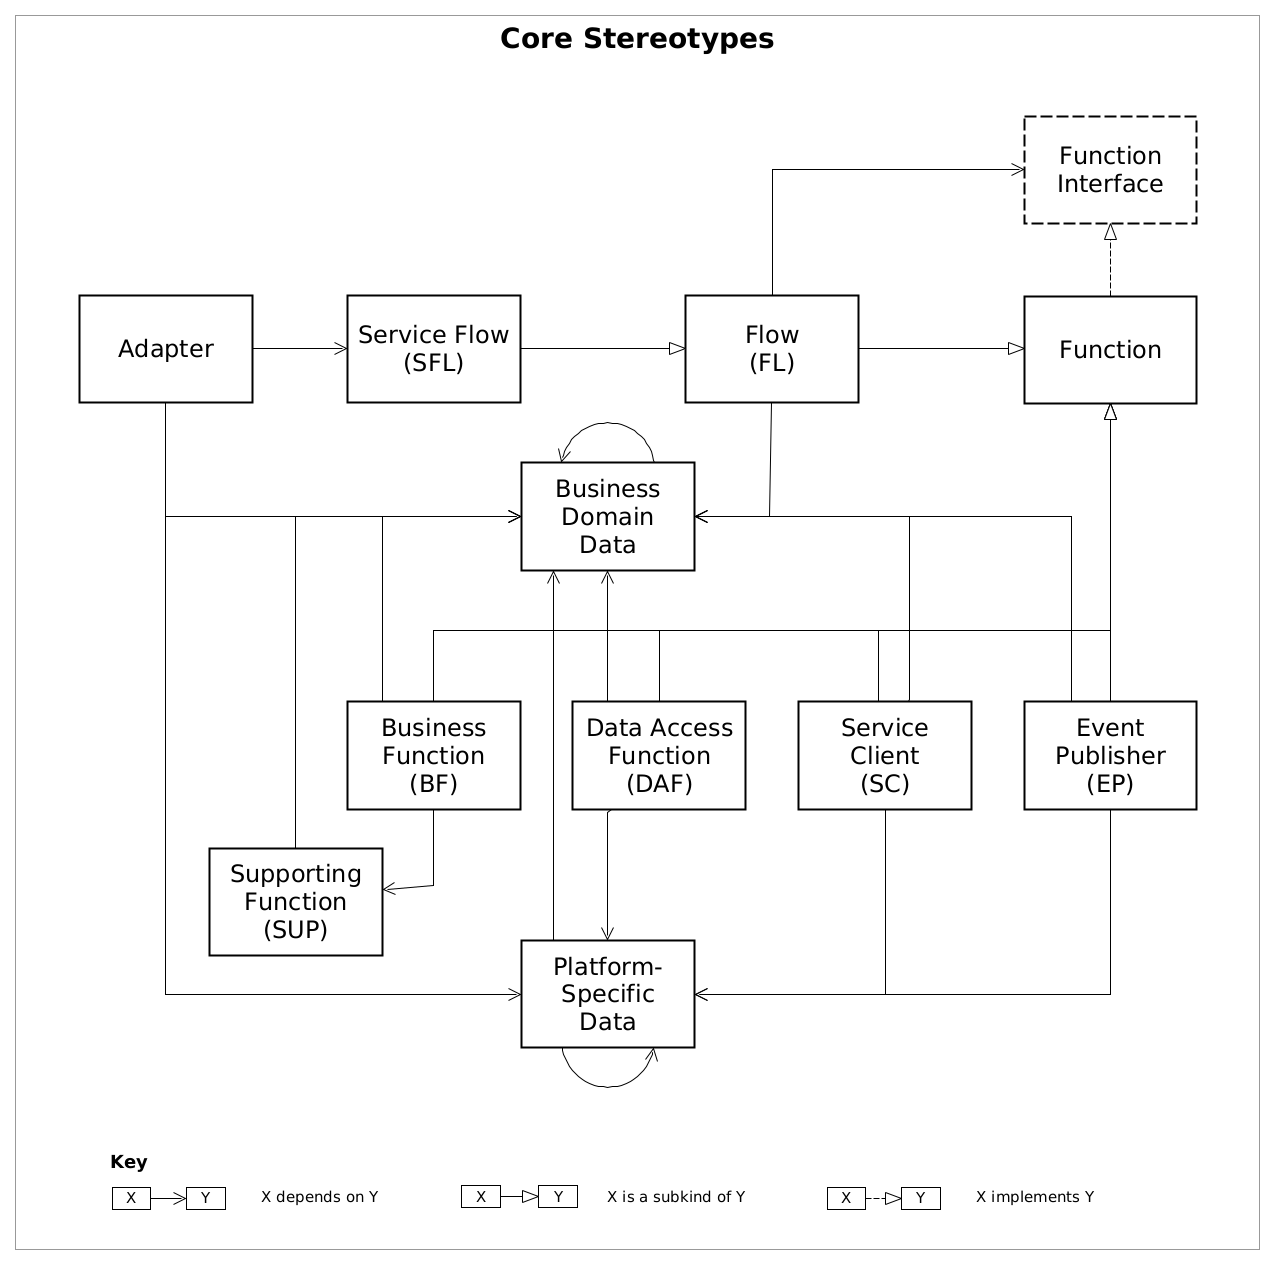 Core Stereotypes
Function
Interface
Adapter
Service Flow
(SFL)
Flow
(FL)
Function
Business
Domain
Data
Business
Function
(BF)
Data Access
Function
(DAF)
Service
Client
(SC)
Event
Publisher
(EP)
Supporting
Function
(SUP)
Platform-
Specific
Data
Key
X Y X depends on Y
X Y X is a subkind of Y
X Y X implements Y